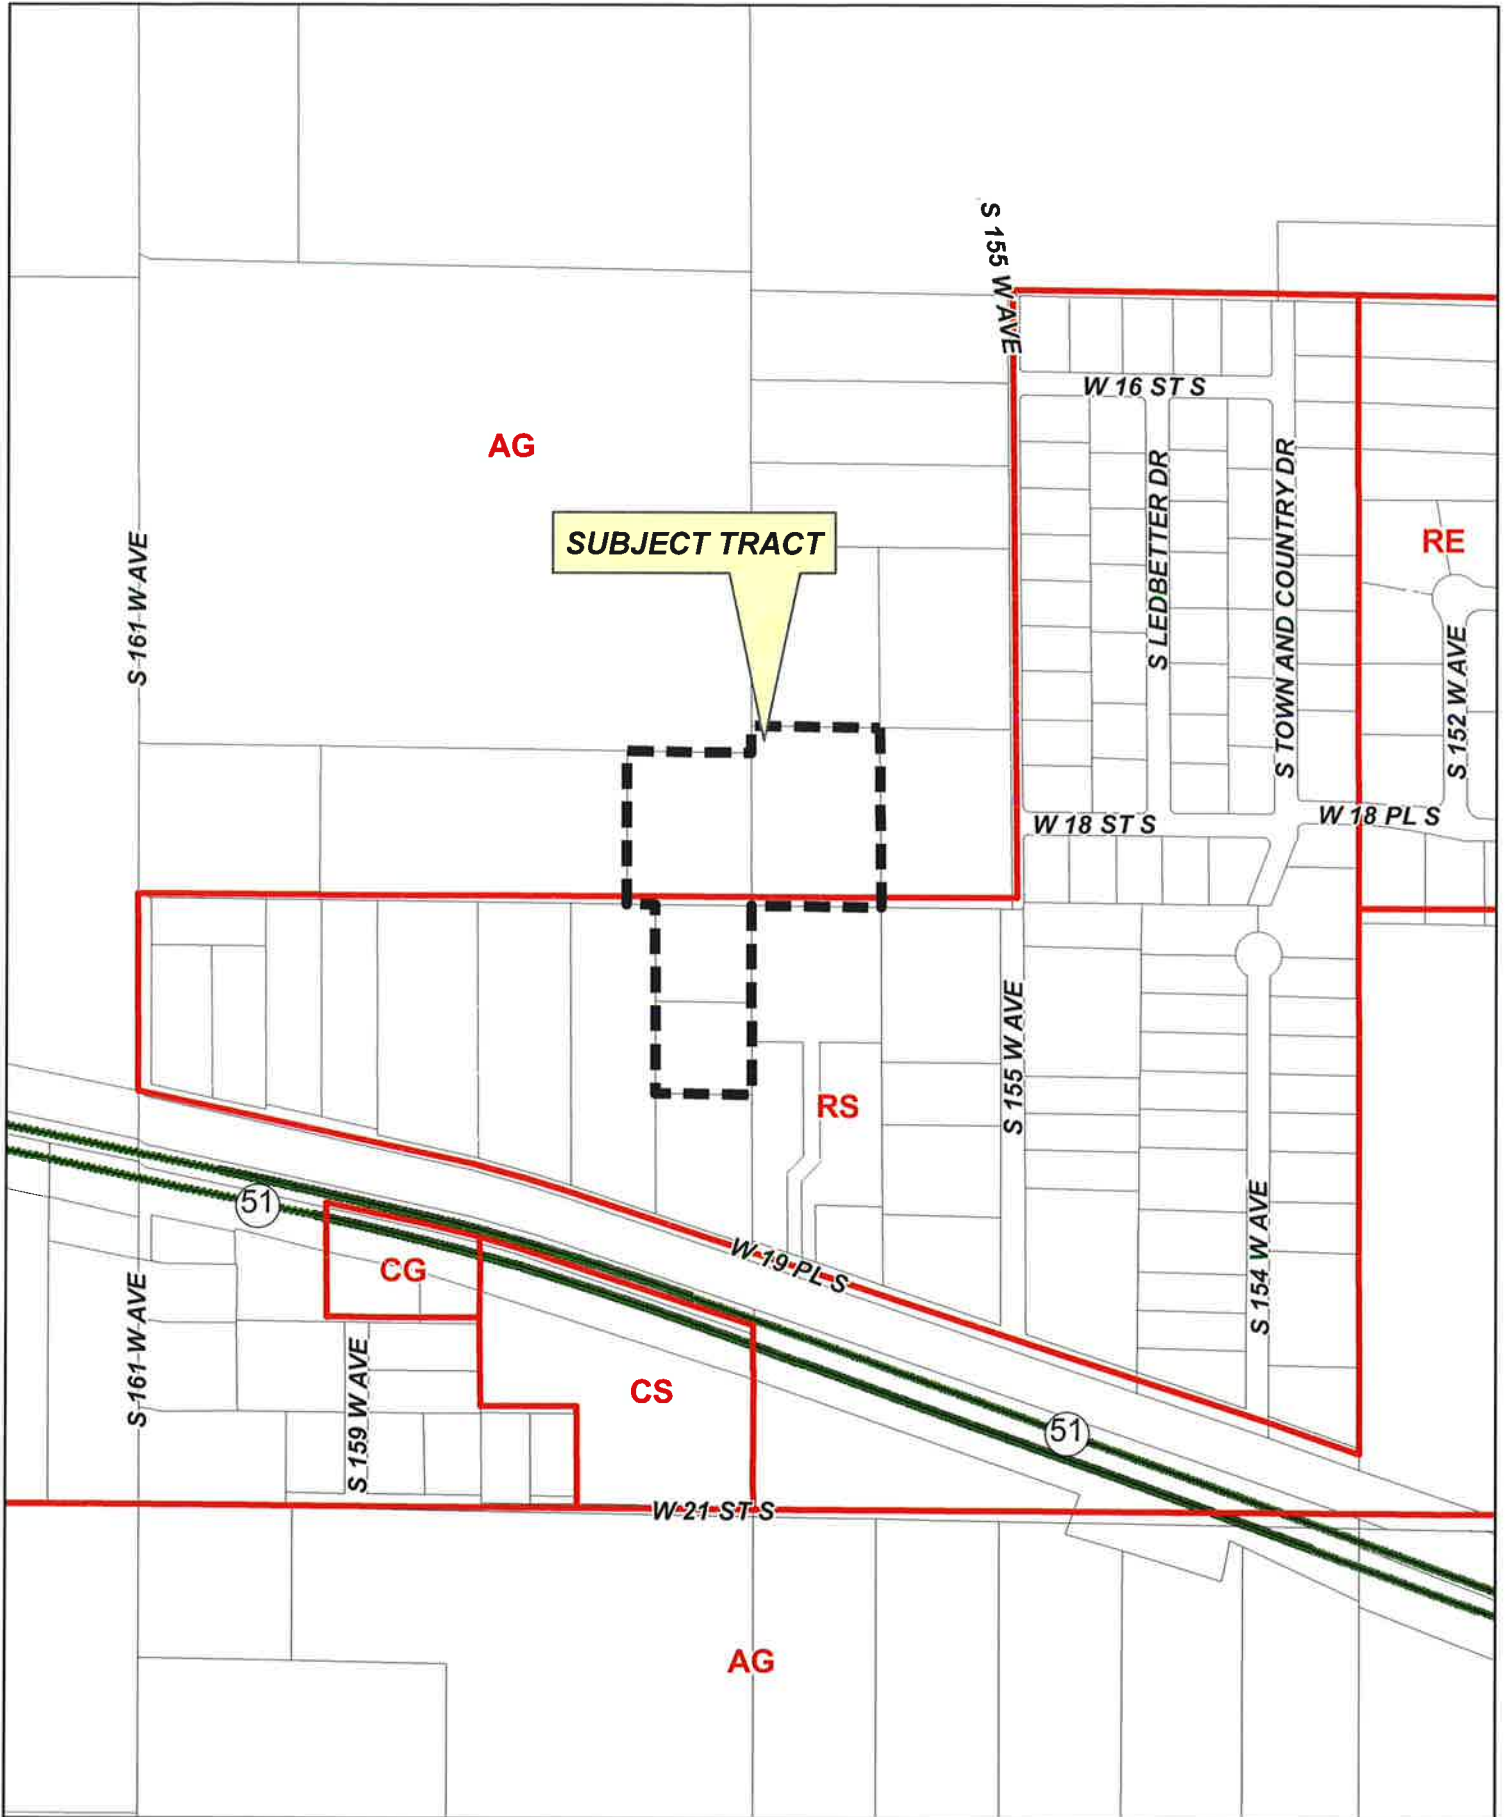 S 155 W AVE
W 16 ST S
AG
S LEDBETTER DR
S TOWN AND COUNTRY DR
RE
SUBJECT TRACT
S 161 W AVE
S 152 W AVE
W 18 ST S
W 18 PL S
S 155 W AVE
RS
51
S 154 W AVE
W 19 PL S
CG
S 161 W AVE
S 159 W AVE
CS
51
W 21 ST S
AG